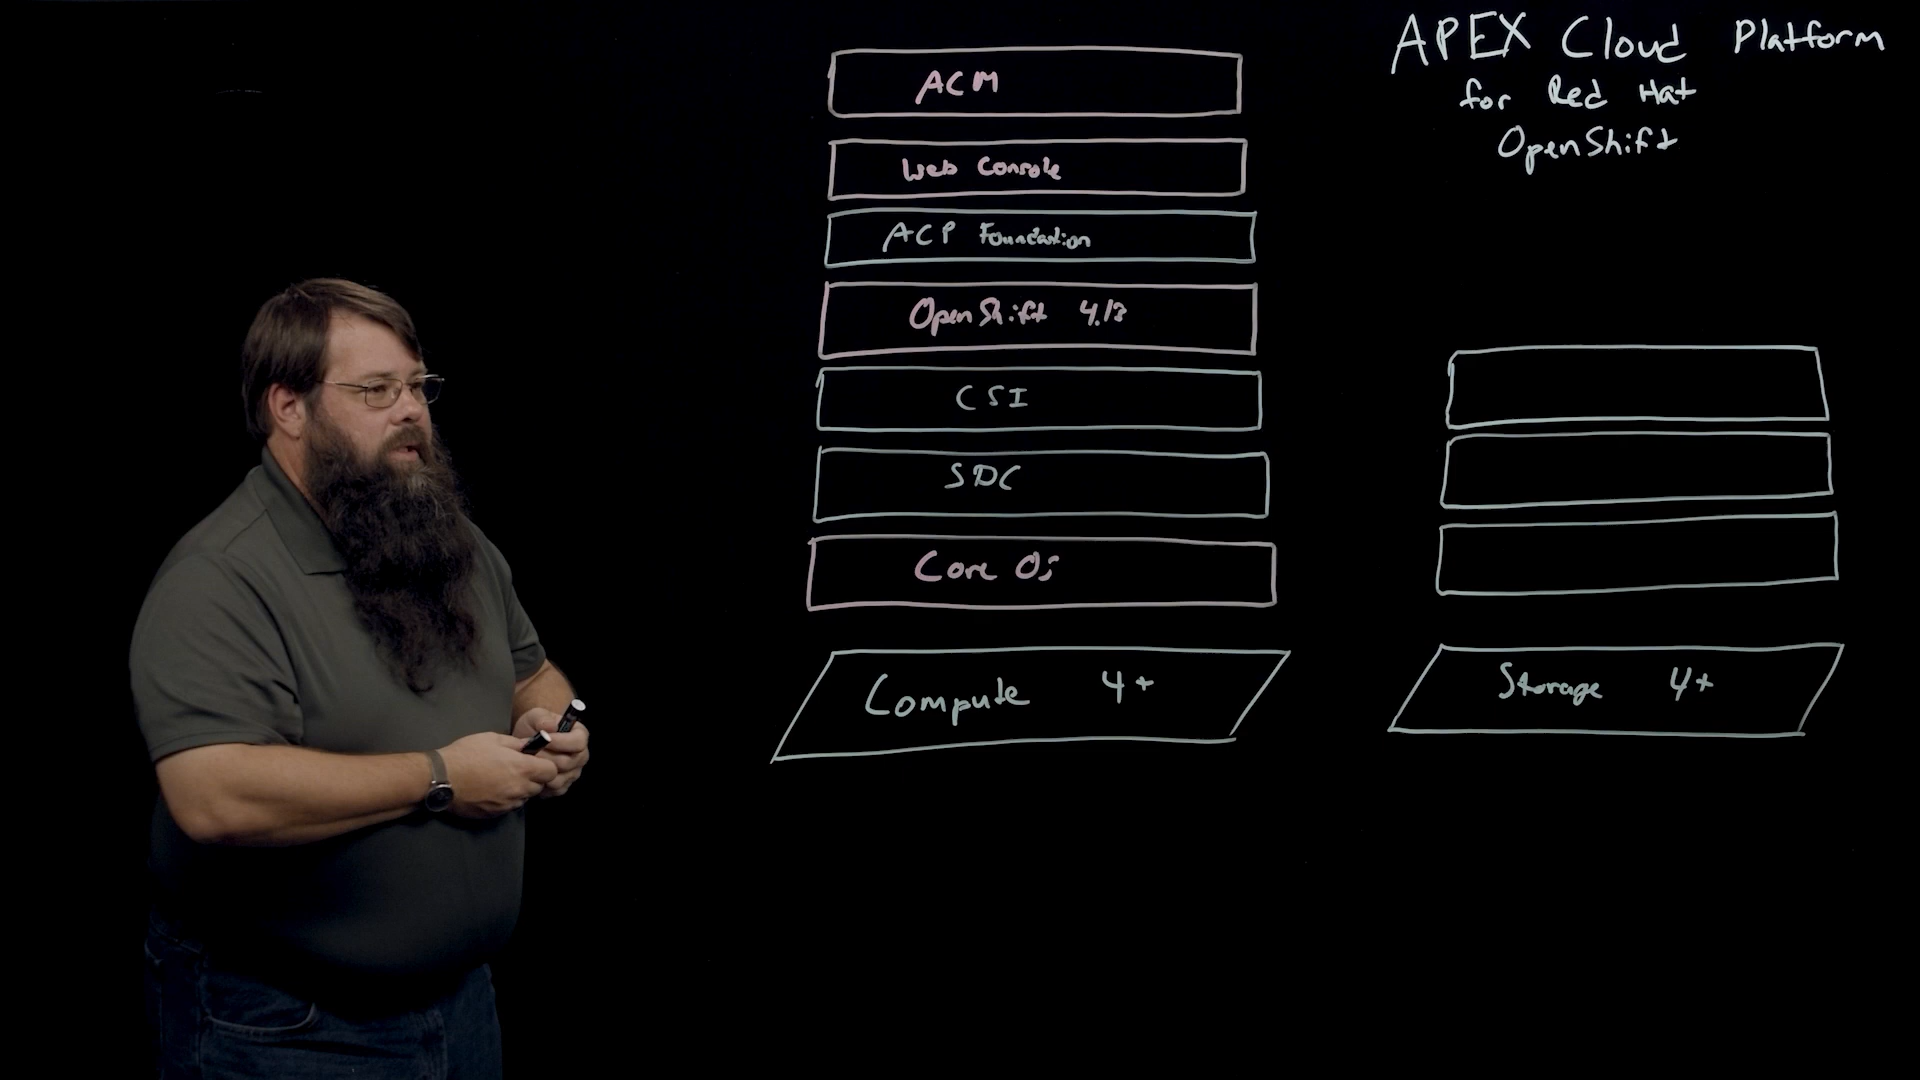 APEX Cloud Platform
for Red Hat
OpenShift
ACM
Web Console
ACP Foundation
OpenShift 4.13
CSI
SDC
Core OS
Compute 4+
Storage 4+